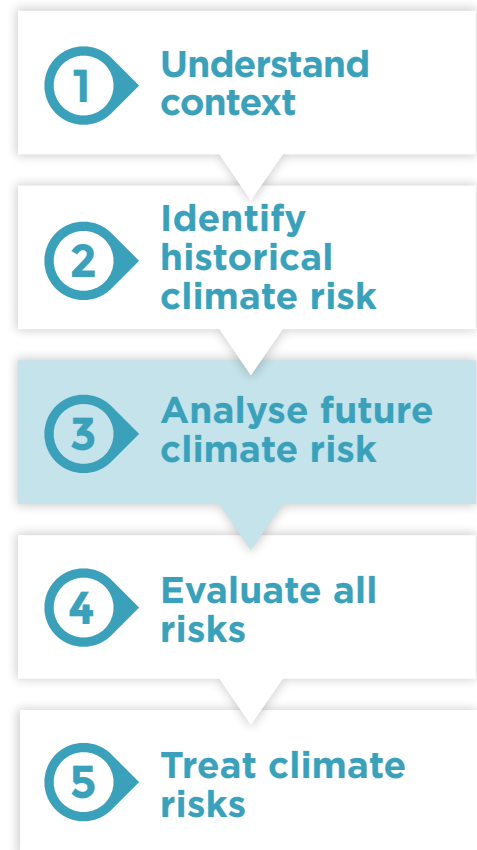 1
Understand
context
2
Identify
historical
climate risk
3
Analyse future
climate risk
4
Evaluate all
risks
5
Treat climate
risks